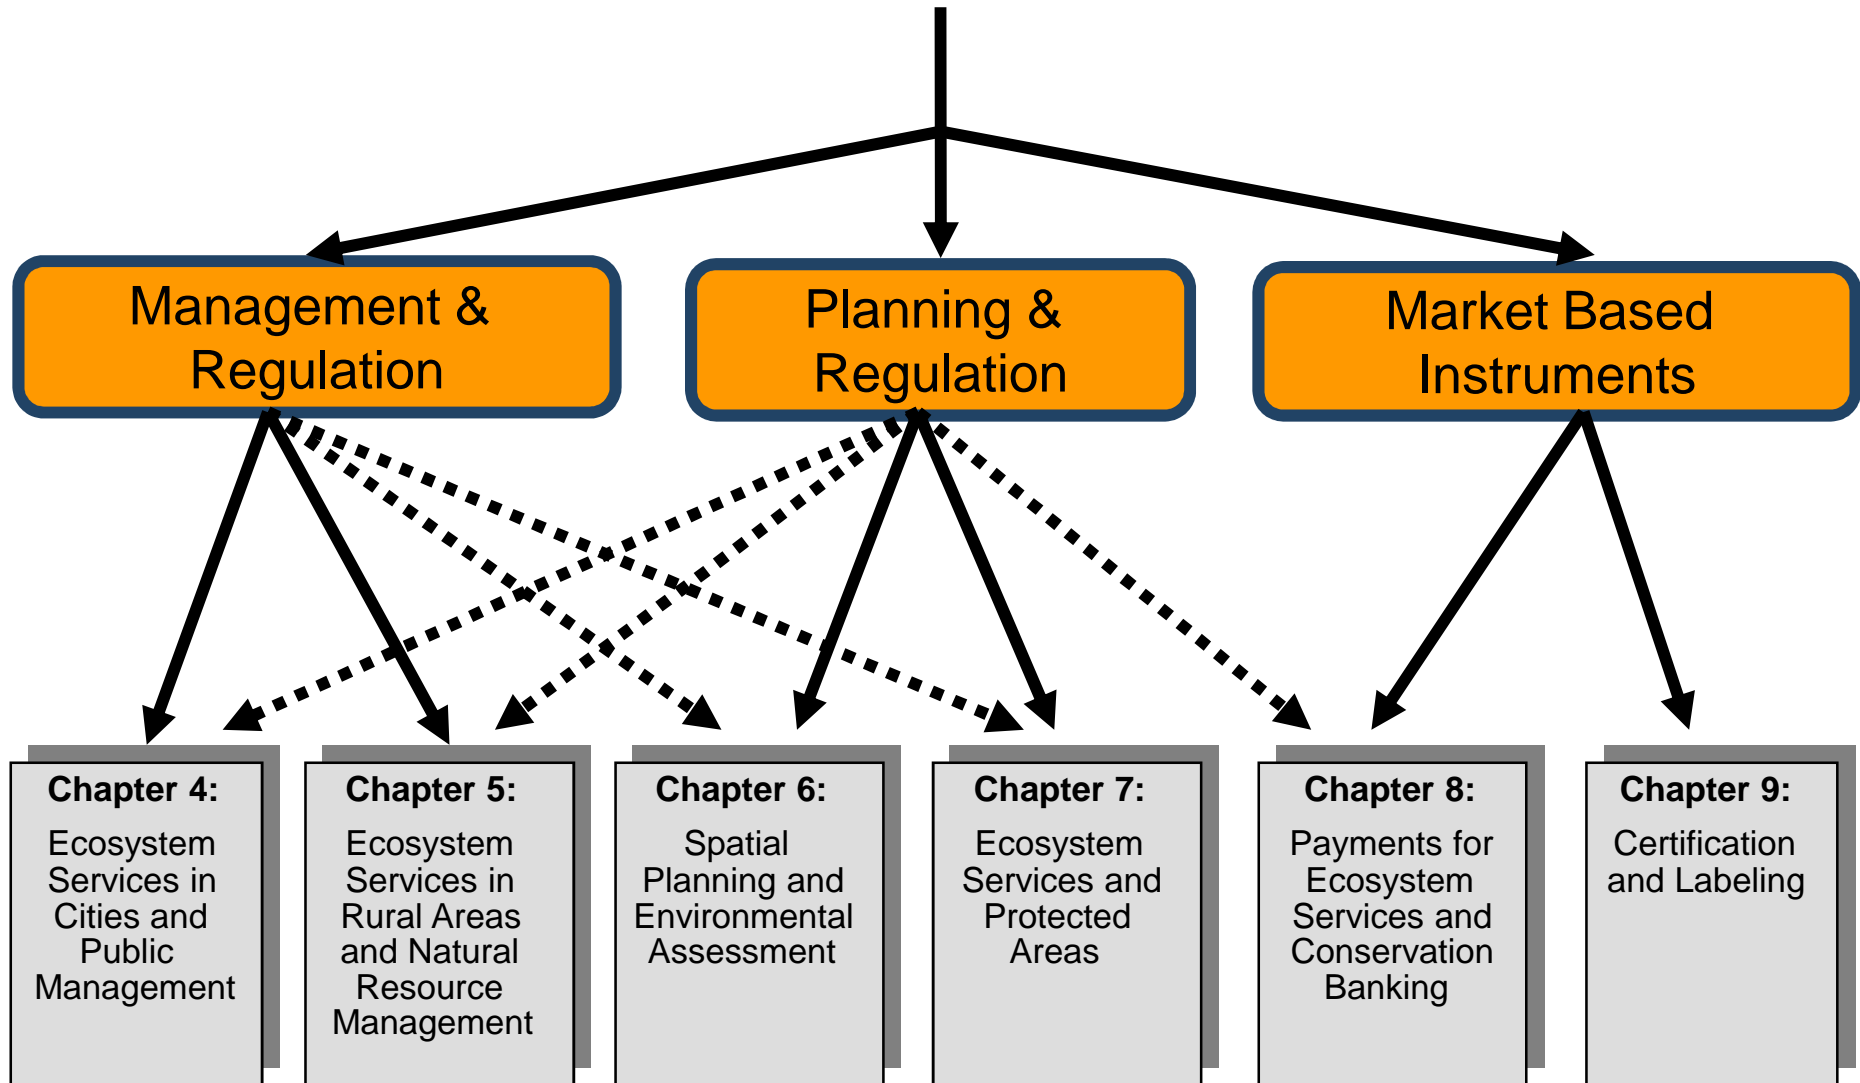 Management &
Regulation
Planning &
Regulation
Market Based
Instruments
Chapter 4:
Ecosystem
Services in
Cities and
Public
Management
Chapter 5:
Ecosystem
Services in
Rural Areas
and Natural
Resource
Management
Chapter 6:
Spatial
Planning and
Environmental
Assessment
Chapter 7:
Ecosystem
Services and
Protected
Areas
Chapter 8:
Payments for
Ecosystem
Services and
Conservation
Banking
Chapter 9:
Certification
and Labeling